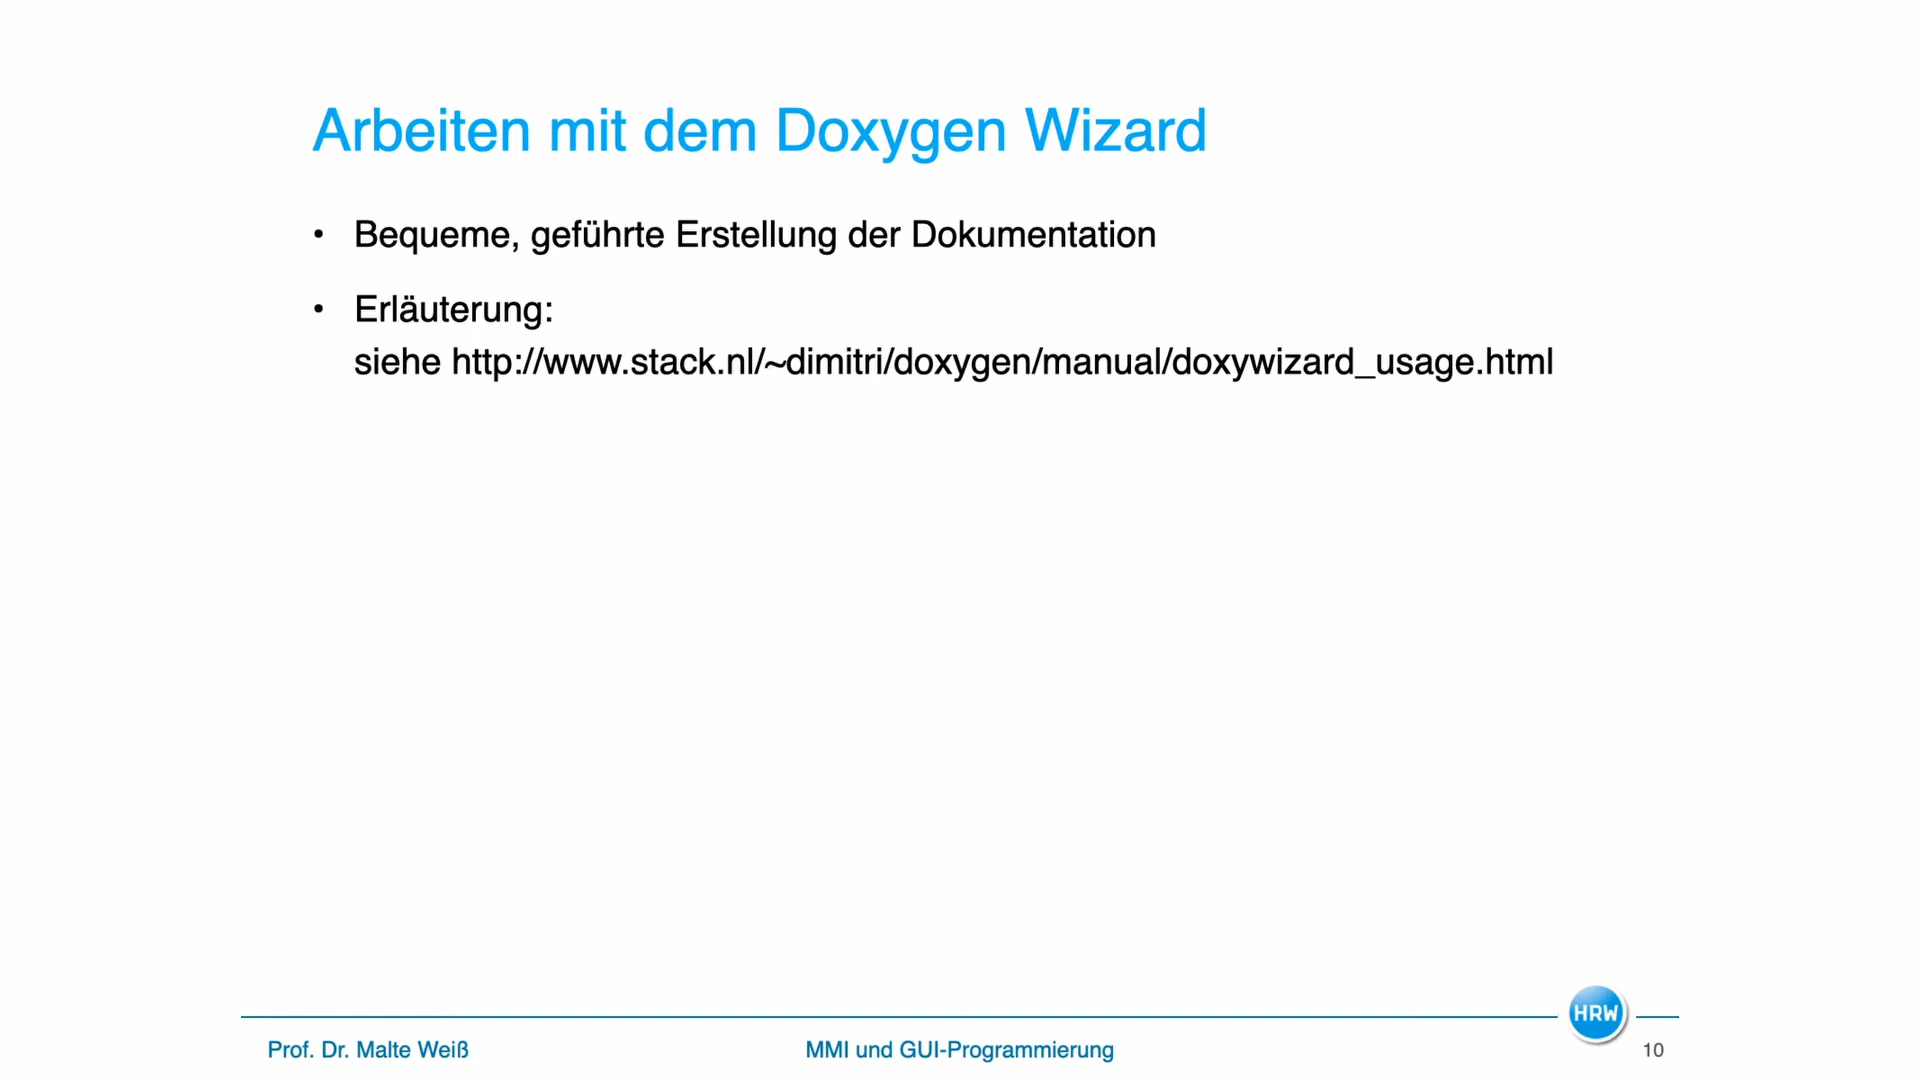 Arbeiten mit dem Doxygen Wizard
• Bequeme, geführte Erstellung der Dokumentation
• Erläuterung:
siehe http://www.stack.nl/~dimitri/doxygen/manual/doxywizard_usage.html
HRW
Prof. Dr. Malte Weiß
MMI und GUI-Programmierung
10